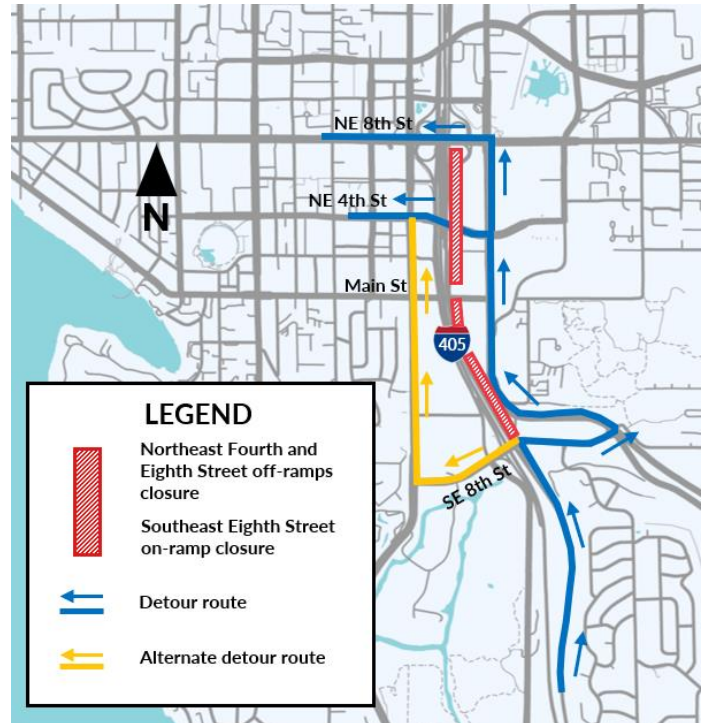 NE 8th St
NE 4th St
N
Main St
405
SE 8th St
LEGEND
Northeast Fourth and
Eighth Street off-ramps
closure
Southeast Eighth Street
on-ramp closure
Detour route
Alternate detour route